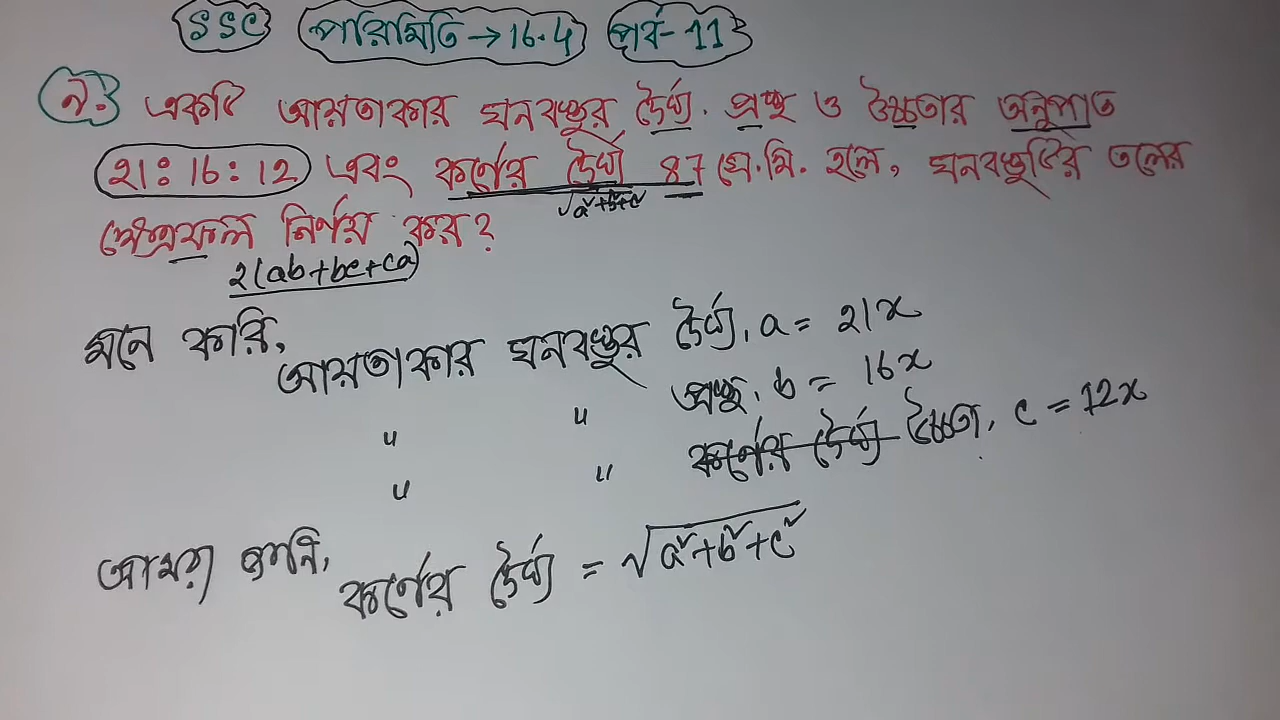 SSC পরিমিতি → 16.4 পর্ব-11
ন: 3 একটি আয়তাকার ঘনবস্তুর দৈর্ঘ্য, প্রস্থ ও উচ্চতার অনুপাত
21 : 16 : 12 এবং কর্ণের দৈর্ঘ্য 87 সে.মি. হলে, ঘনবস্তুটির তলের
√a²+b²+c²
ক্ষেত্রফল নির্ণয় কর?
2(ab+bc+ca)
মনে করি,
আয়তাকার ঘনবস্তুর দৈর্ঘ্য, a = 21x
" " প্রস্থ, b = 16x
" " কর্ণের দৈর্ঘ্য উচ্চতা, c = 12x
আমরা জানি,
কর্ণের দৈর্ঘ্য = √a²+b²+c²